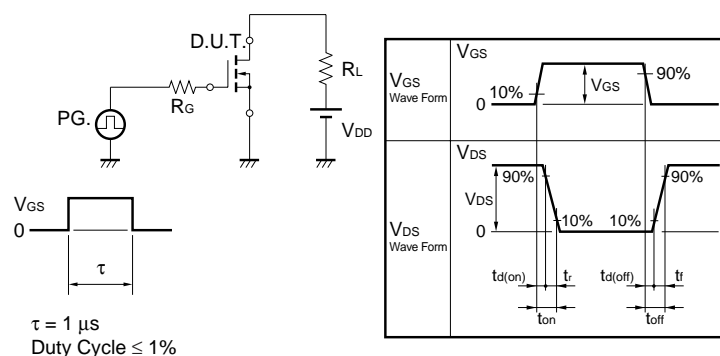 D.U.T.
RL
RG
PG.
VDD
VGS
0
τ
τ = 1 μs
Duty Cycle ≤ 1%
VGS
Wave Form
VGS
10%
VGS
90%
0
VDS
Wave Form
VDS
90%
VDS
10%
10%
90%
0
td(on)
tr
td(off)
tf
ton
toff